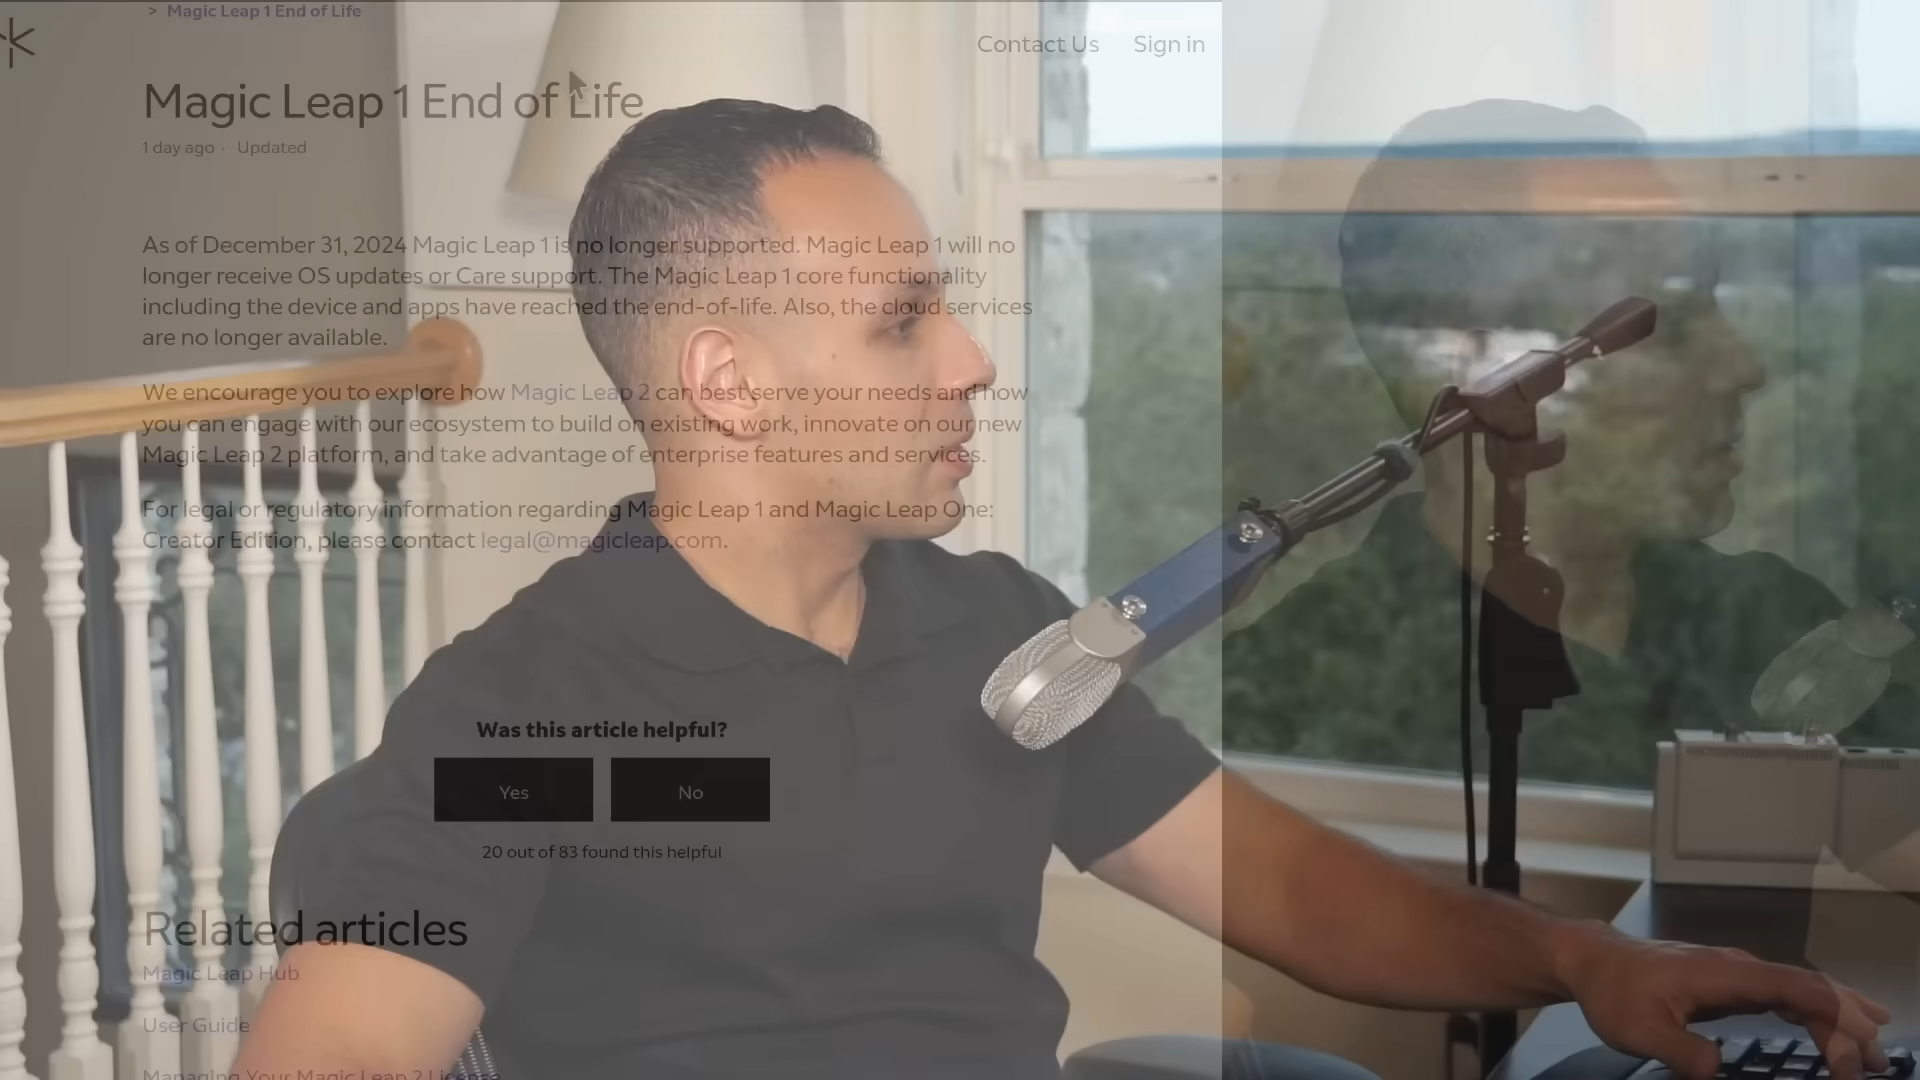 > Magic Leap 1 End of Life
Contact Us Sign in
Magic Leap 1 End of Life
1 day ago · Updated
As of December 31, 2024 Magic Leap 1 is no longer supported. Magic Leap 1 will no
longer receive OS updates or Care support. The Magic Leap 1 core functionality
including the device and apps have reached the end-of-life. Also, the cloud services
are no longer available.
We encourage you to explore how Magic Leap 2 can best serve your needs and how
you can engage with our ecosystem to build on existing work, innovate on our new
Magic Leap 2 platform, and take advantage of enterprise features and services.
For legal or regulatory information regarding Magic Leap 1 and Magic Leap One:
Creator Edition, please contact legal@magicleap.com.
Was this article helpful?
Yes No
20 out of 83 found this helpful
Related articles
Magic Leap Hub
User Guide
Managing Your Magic Leap 2 License